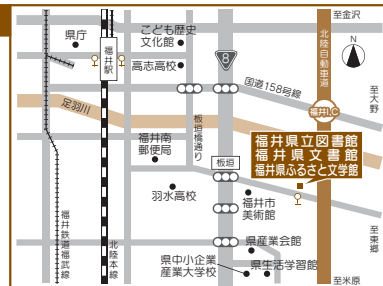 至金沢
県庁
こども歴史
文化館
福井駅
高志高校
8
北陸自動車道
N
国道158号線
至大野
足羽川
福井I.C
板垣橋通り
福井南
郵便局
板垣
福井県立図書館
福井県文書館
福井県ふるさと文学館
羽水高校
福井市
美術館
至東郷
福井鉄道福武線
北陸本線
県産業会館
県中小企業
産業大学校
県生活学習館
至米原